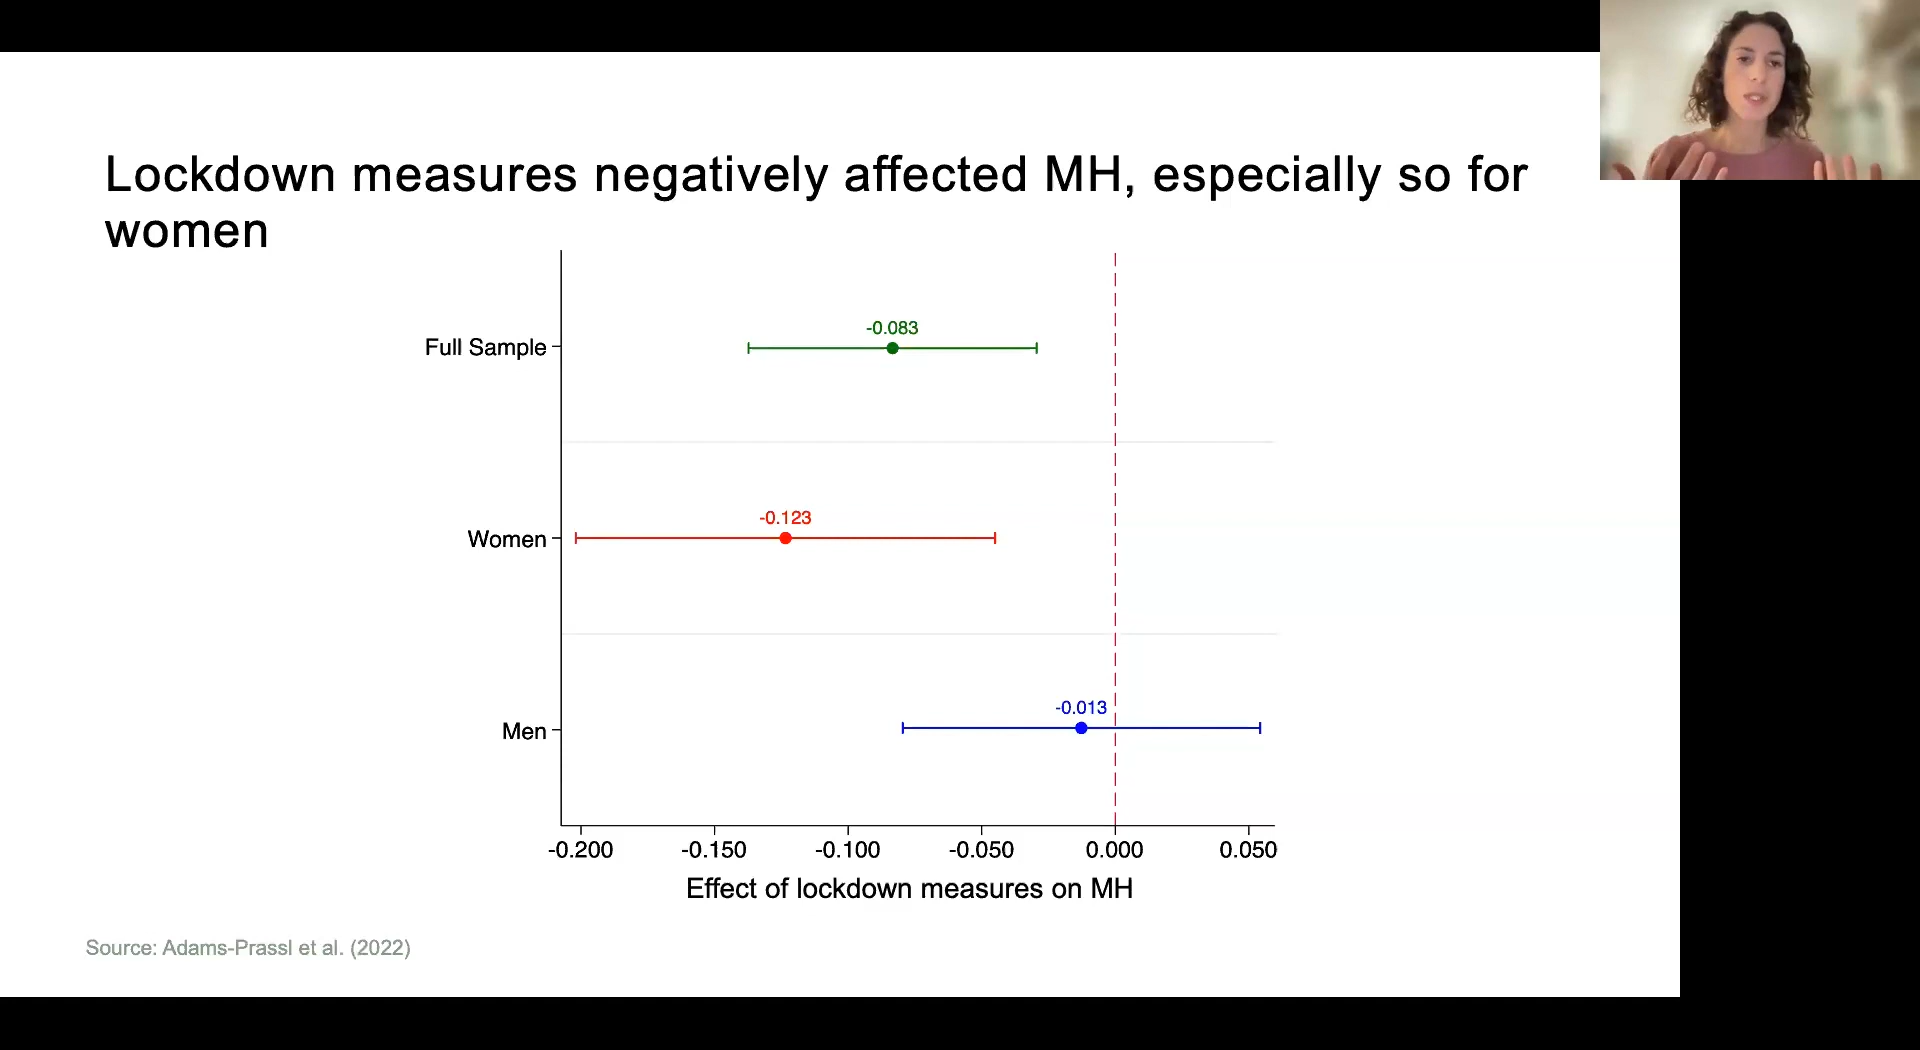 Lockdown measures negatively affected MH, especially so for
women
-0.083
Full Sample
-0.123
Women
-0.013
Men
-0.200 -0.150 -0.100 -0.050 0.000 0.050
Effect of lockdown measures on MH
Source: Adams-Prassl et al. (2022)